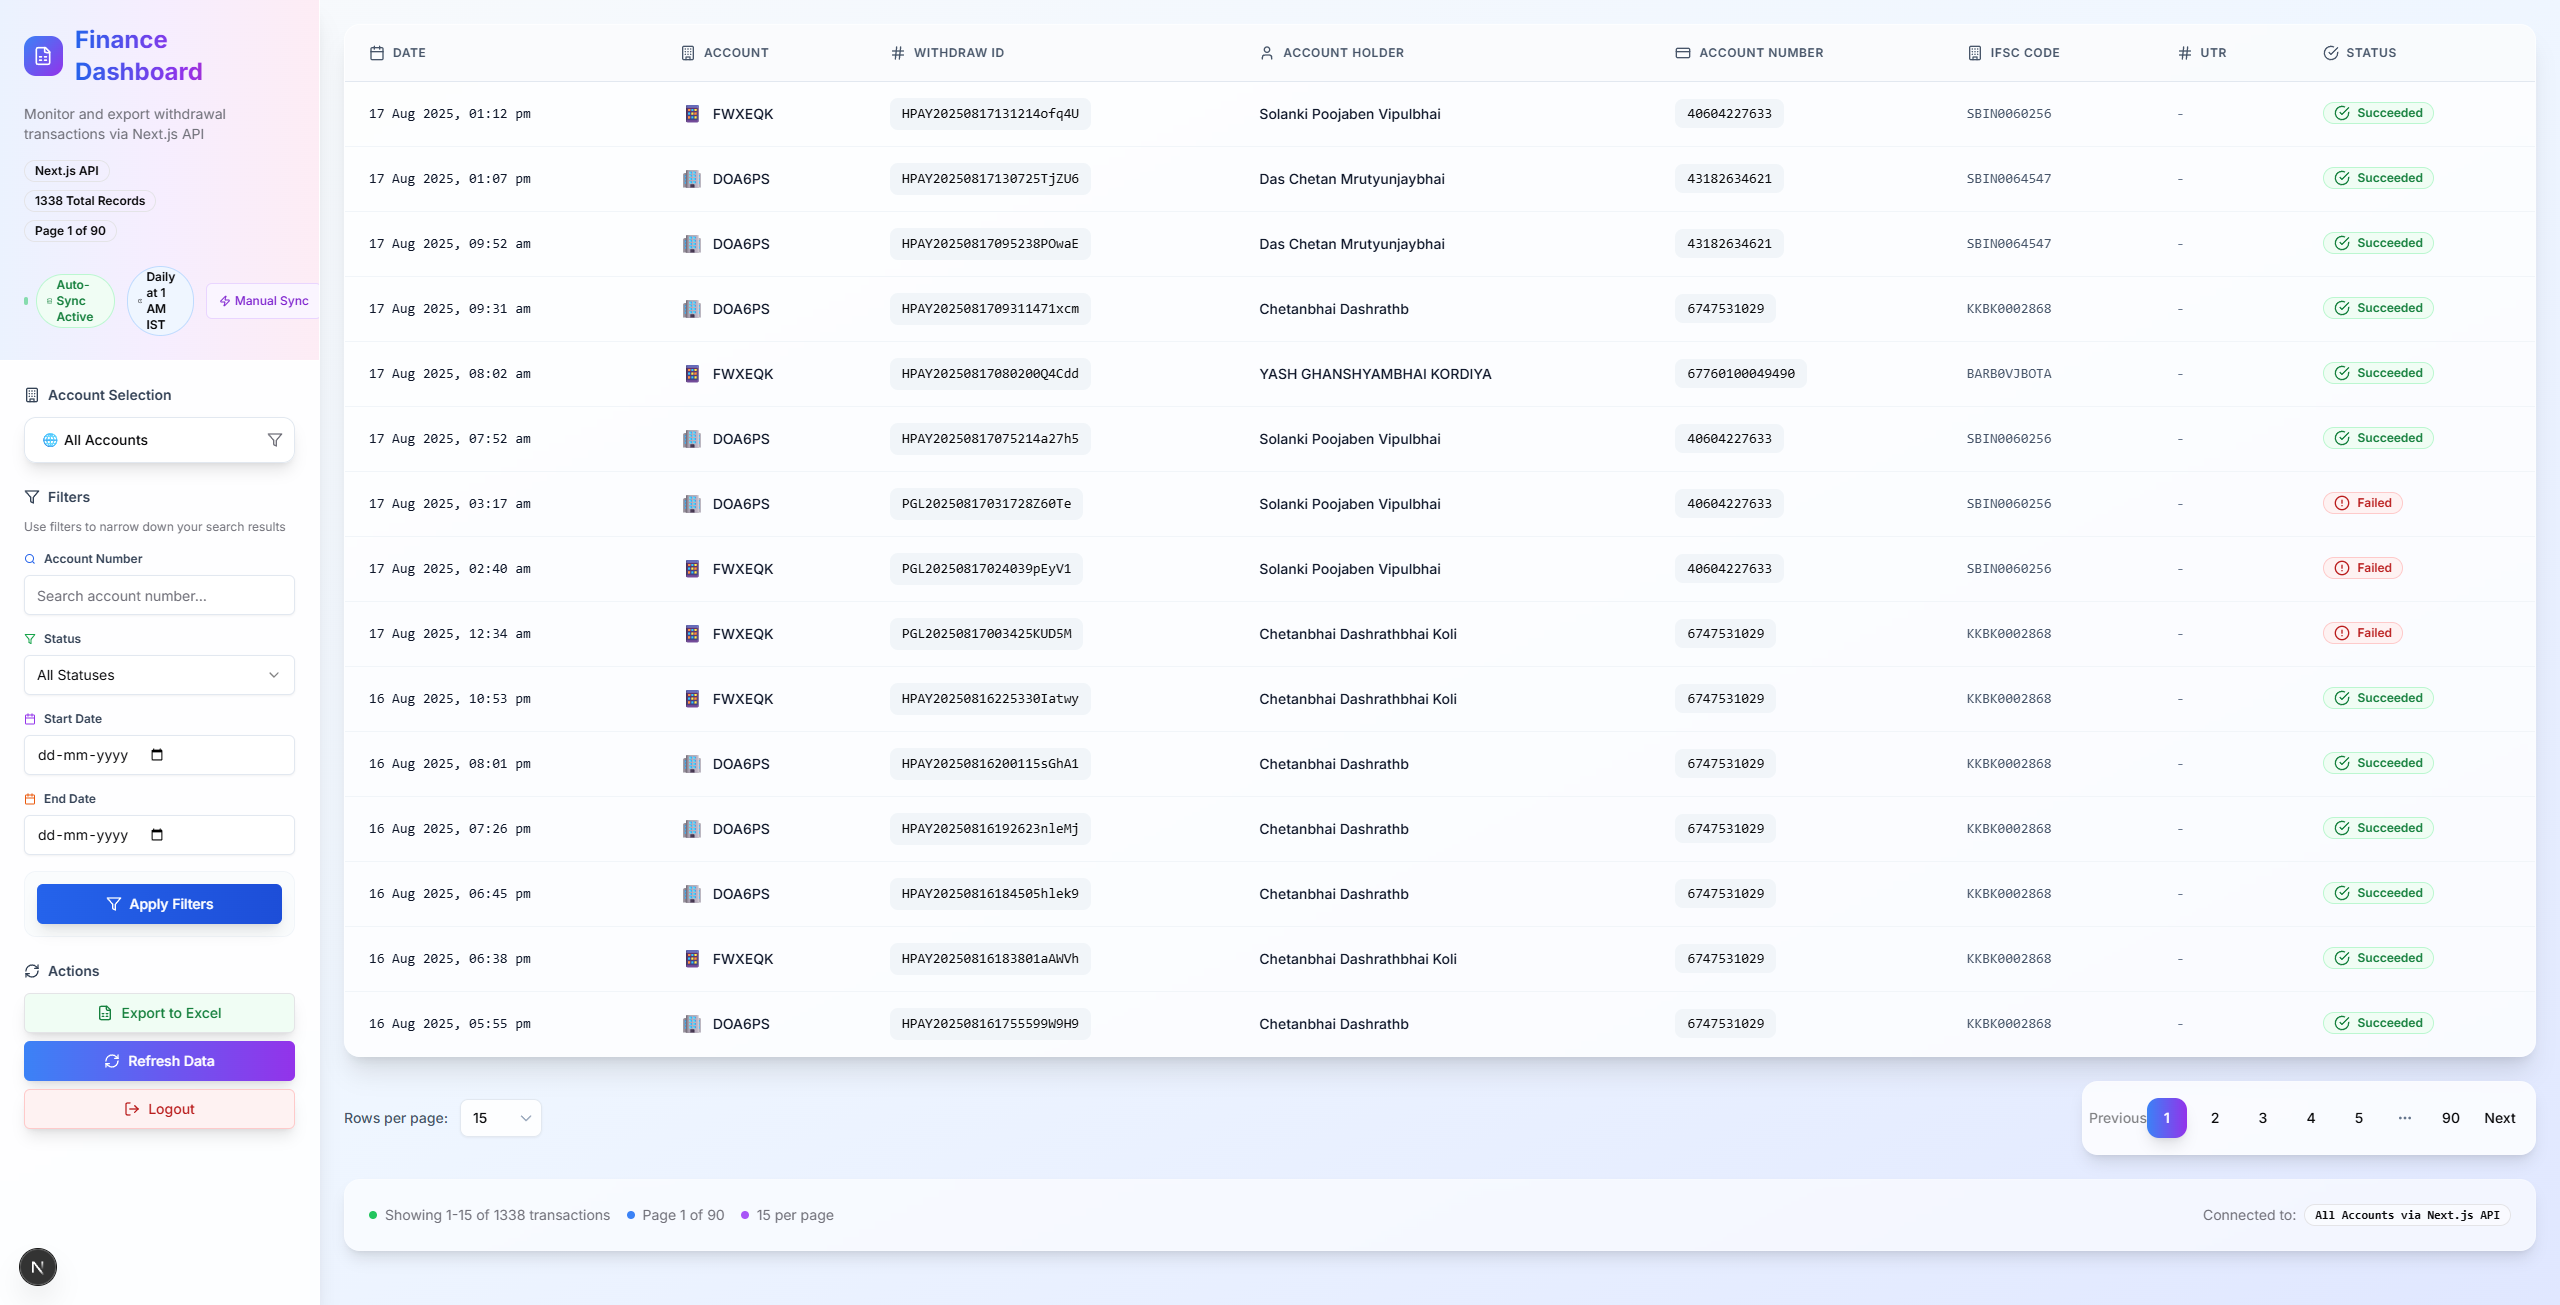 Finance
Dashboard
Monitor and export withdrawal
transactions via Next.js API
Next.js API
1338 Total Records
Page 1 of 90
Auto-
Sync
Active
Daily
at 1
AM
IST
Manual Sync
Account Selection
All Accounts
Filters
Use filters to narrow down your search results
Account Number
Search account number...
Status
All Statuses
Start Date
dd-mm-yyyy
End Date
dd-mm-yyyy
Apply Filters
Actions
Export to Excel
Refresh Data
Logout
N
DATE ACCOUNT # WITHDRAW ID ACCOUNT HOLDER ACCOUNT NUMBER IFSC CODE # UTR STATUS
17 Aug 2025, 01:12 pm FWXEQK HPAY20250817131214ofq4U Solanki Poojaben Vipulbhai 40604227633 SBIN0060256 - Succeeded
17 Aug 2025, 01:07 pm DOA6PS HPAY20250817130725TjZU6 Das Chetan Mrutyunjaybhai 43182634621 SBIN0064547 - Succeeded
17 Aug 2025, 09:52 am DOA6PS HPAY20250817095238POwaE Das Chetan Mrutyunjaybhai 43182634621 SBIN0064547 - Succeeded
17 Aug 2025, 09:31 am DOA6PS HPAY202508170931147​1xcm Chetanbhai Dashrathb 6747531029 KKBK0002868 - Succeeded
17 Aug 2025, 08:02 am FWXEQK HPAY20250817080200Q4Cdd YASH GHANSHYAMBHAI KORDIYA 67760100049490 BARB0VJBOTA - Succeeded
17 Aug 2025, 07:52 am DOA6PS HPAY20250817075214a27h5 Solanki Poojaben Vipulbhai 40604227633 SBIN0060256 - Succeeded
17 Aug 2025, 03:17 am DOA6PS PGL20250817031728Z60Te Solanki Poojaben Vipulbhai 40604227633 SBIN0060256 - Failed
17 Aug 2025, 02:40 am FWXEQK PGL20250817024039pEyV1 Solanki Poojaben Vipulbhai 40604227633 SBIN0060256 - Failed
17 Aug 2025, 12:34 am FWXEQK PGL20250817003425KUD5M Chetanbhai Dashrathbhai Koli 6747531029 KKBK0002868 - Failed
16 Aug 2025, 10:53 pm FWXEQK HPAY20250816225330Iatwy Chetanbhai Dashrathbhai Koli 6747531029 KKBK0002868 - Succeeded
16 Aug 2025, 08:01 pm DOA6PS HPAY20250816200115sGhA1 Chetanbhai Dashrathb 6747531029 KKBK0002868 - Succeeded
16 Aug 2025, 07:26 pm DOA6PS HPAY20250816192623nleMj Chetanbhai Dashrathb 6747531029 KKBK0002868 - Succeeded
16 Aug 2025, 06:45 pm DOA6PS HPAY20250816184505hlek9 Chetanbhai Dashrathb 6747531029 KKBK0002868 - Succeeded
16 Aug 2025, 06:38 pm FWXEQK HPAY20250816183801aAWVh Chetanbhai Dashrathbhai Koli 6747531029 KKBK0002868 - Succeeded
16 Aug 2025, 05:55 pm DOA6PS HPAY202508161755599W9H9 Chetanbhai Dashrathb 6747531029 KKBK0002868 - Succeeded
Rows per page: 15
Previous 1 2 3 4 5 ... 90 Next
Showing 1-15 of 1338 transactions Page 1 of 90 15 per page
Connected to: All Accounts via Next.js API